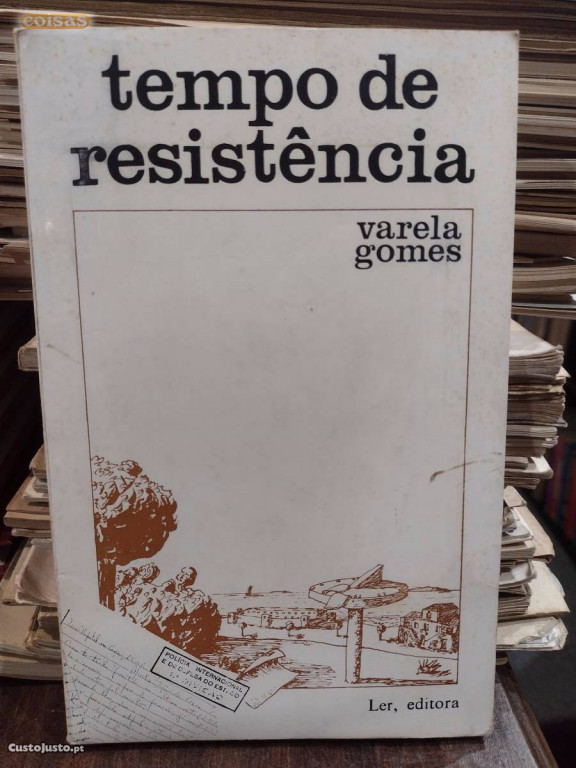 coisas
tempo de
resistência
varela
gomes
POLÍCIA INTERNACIONAL
E DE DEFESA DO ESTADO
Ler, editora
CustoJusto.pt